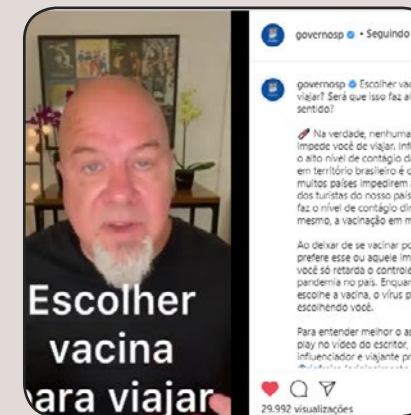 Escolher
vacina
para viajar
governosp • Seguindo
governosp Escolher vac
viajar? Será que isso faz al
sentido?
Na verdade, nenhuma
impede você de viajar. Infe
o alto nível de contágio d
em território brasileiro é o
muitos países impedirem a
dos turistas do nosso país
faz o nível de contágio dim
mesmo, a vacinação em m
Ao deixar de se vacinar po
prefere esse ou aquele im
você só retarda o controle
pandemia no país. Enquan
escolhe a vacina, o vírus p
escolhendo você.
Para entender melhor o as
play no vídeo do escritor,
influenciador e viajante pr
29.992 visualizações